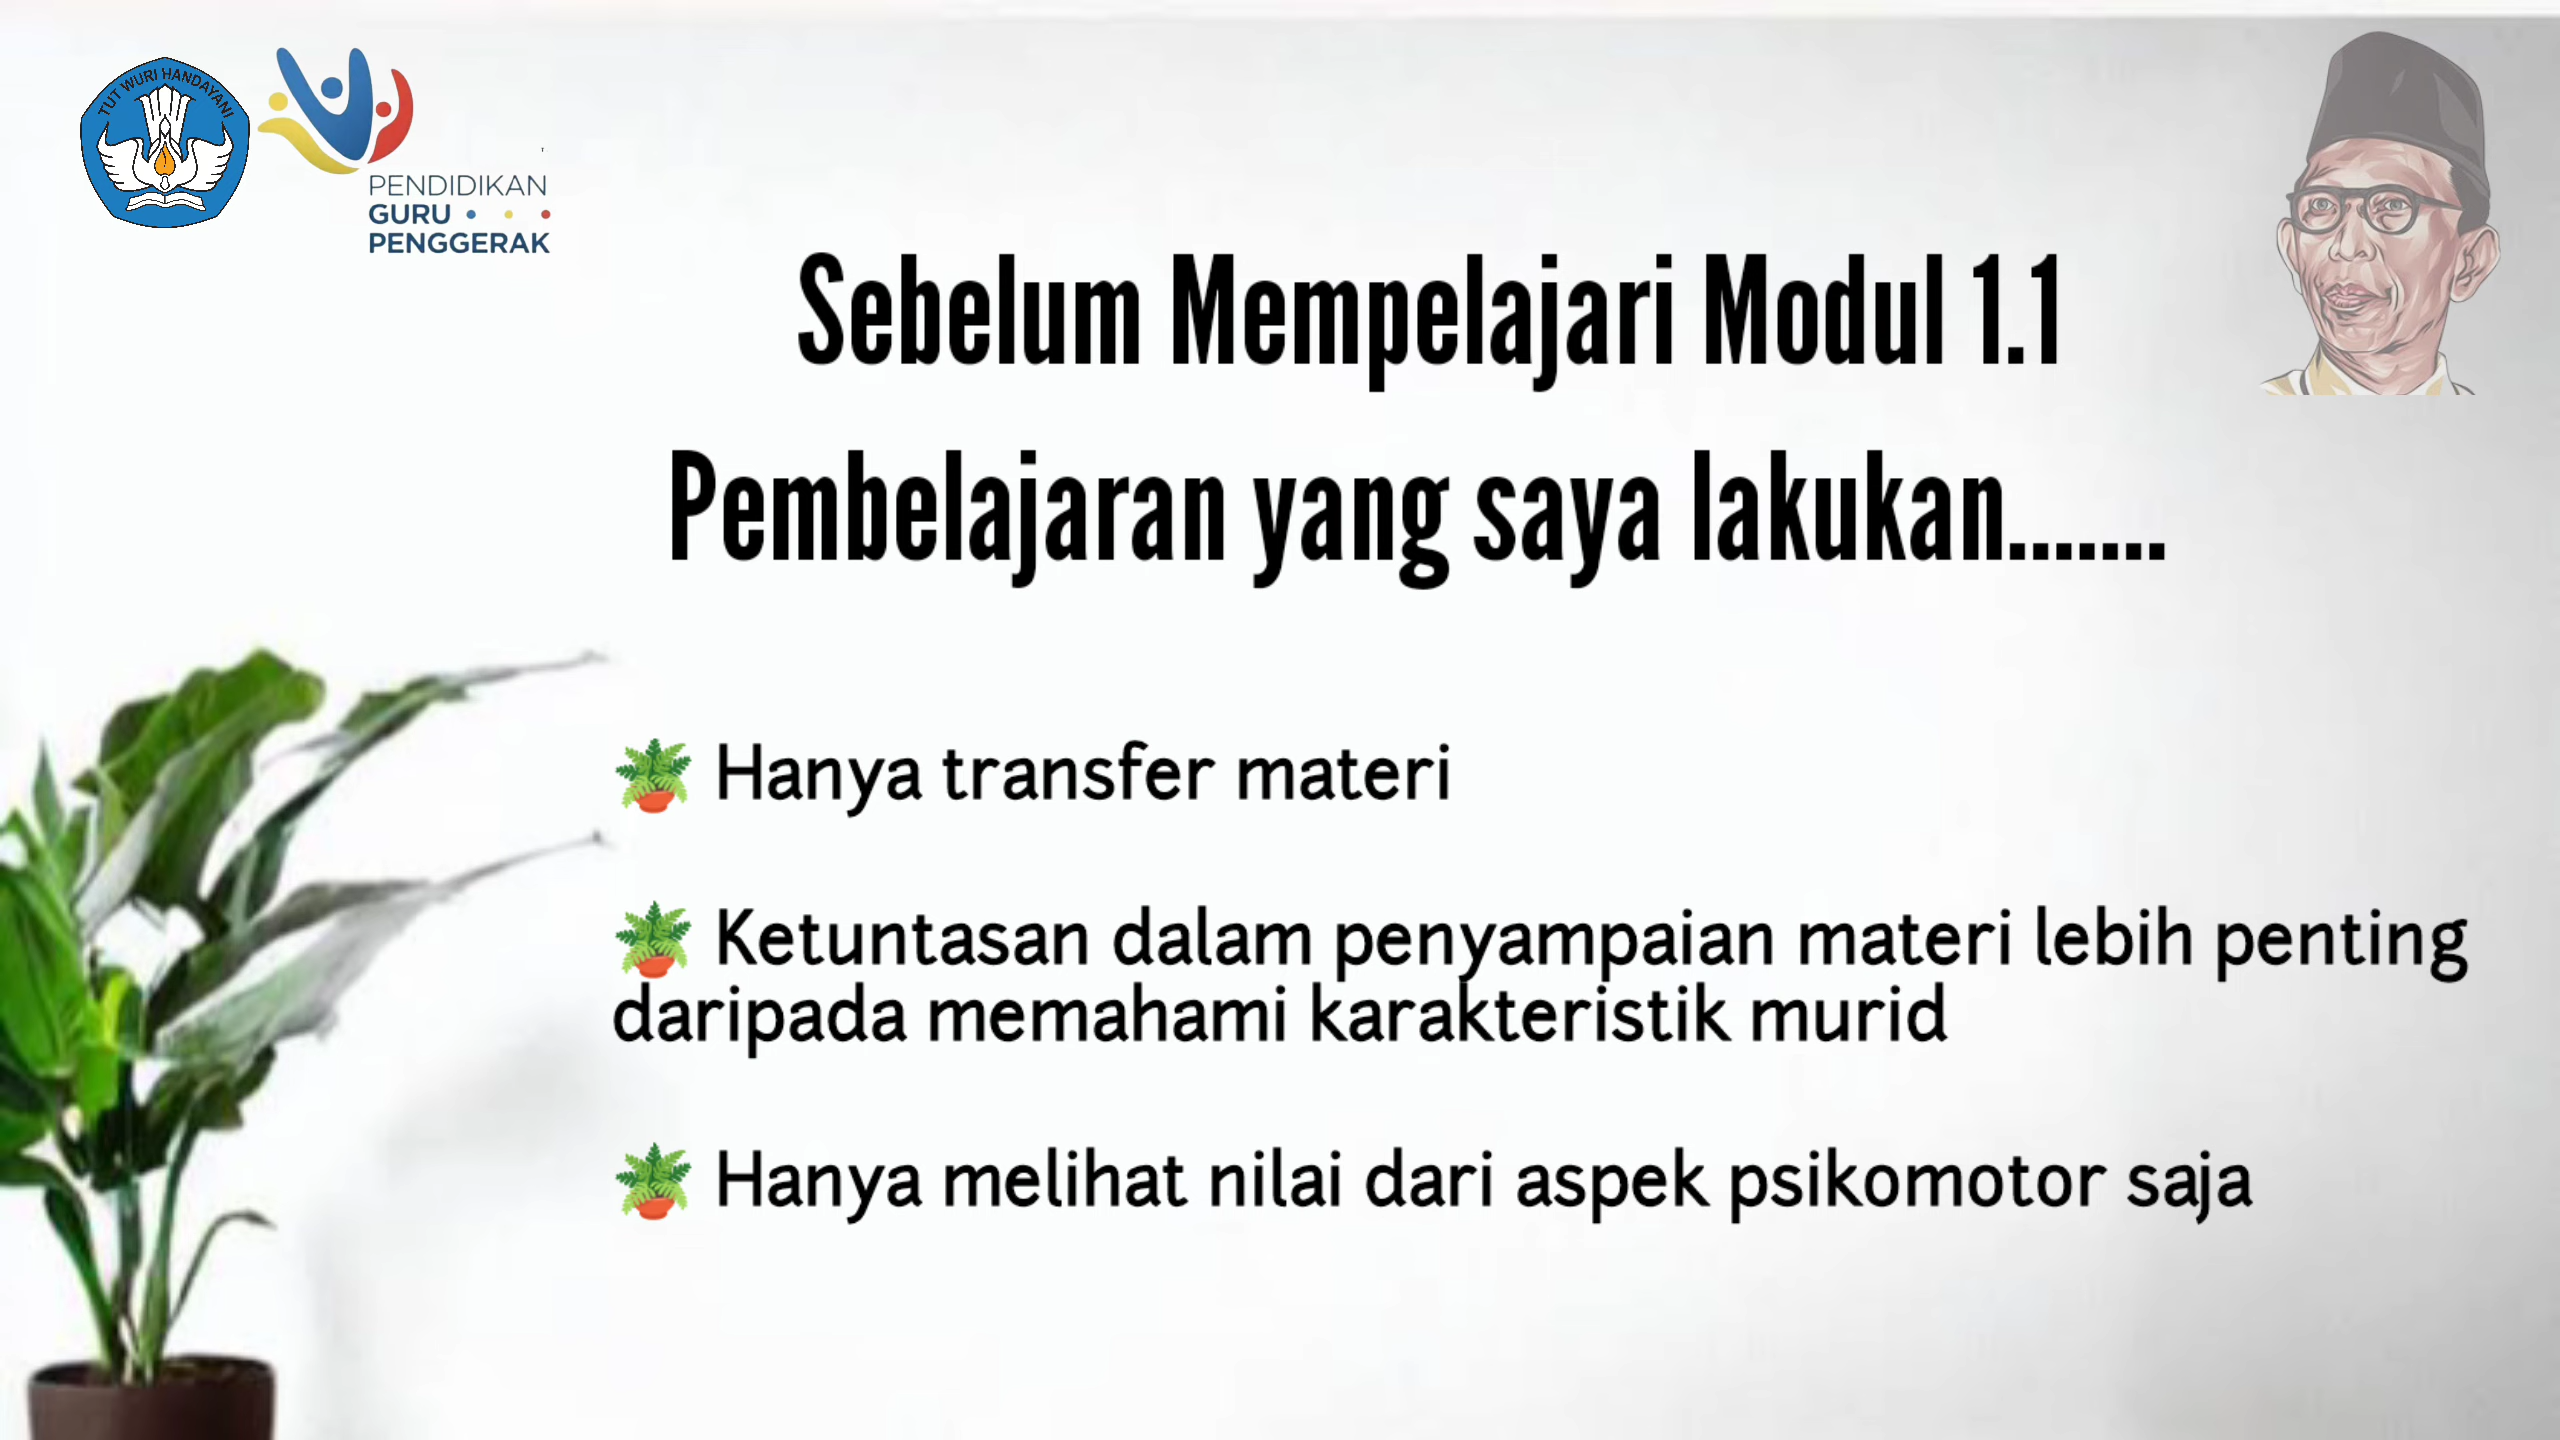 TUT WURI HANDAYANI
PENDIDIKAN
GURU
PENGGERAK
Sebelum Mempelajari Modul 1.1
Pembelajaran yang saya lakukan.......
Hanya transfer materi
Ketuntasan dalam penyampaian materi lebih penting
daripada memahami karakteristik murid
Hanya melihat nilai dari aspek psikomotor saja